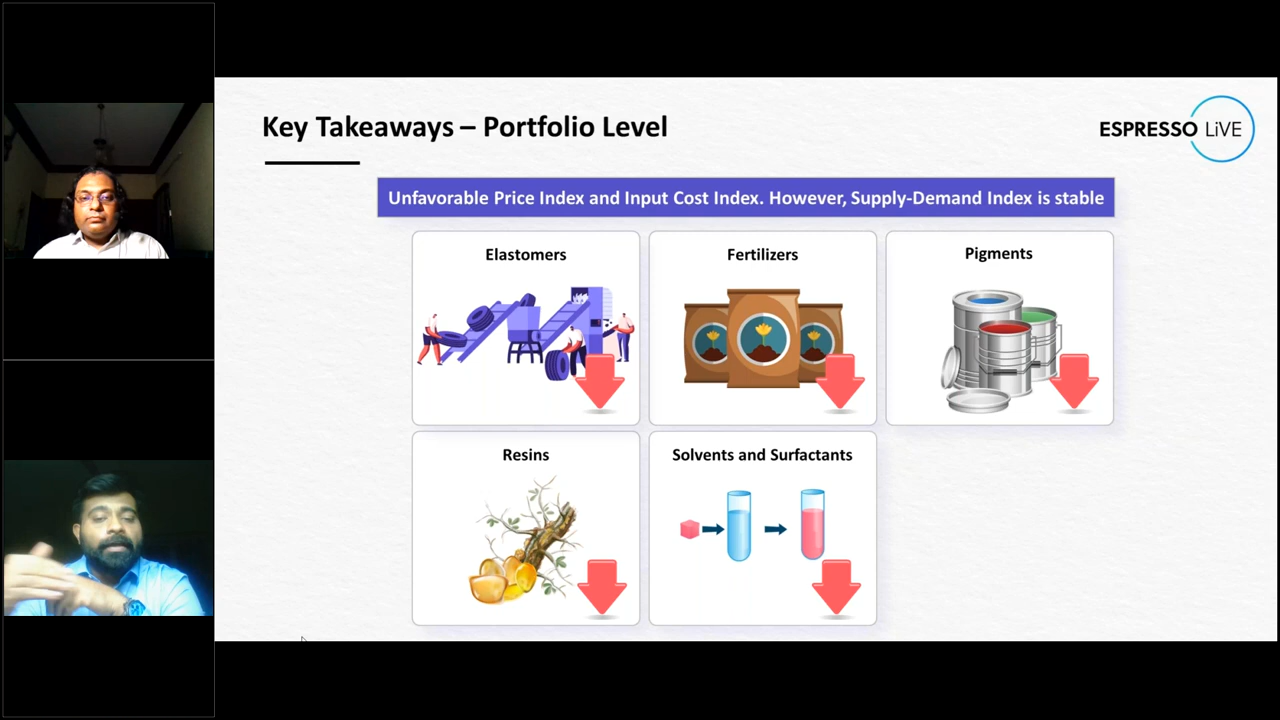 Key Takeaways – Portfolio Level
ESPRESSO LiVE
Unfavorable Price Index and Input Cost Index. However, Supply-Demand Index is stable
Elastomers
Fertilizers
Pigments
Resins
Solvents and Surfactants